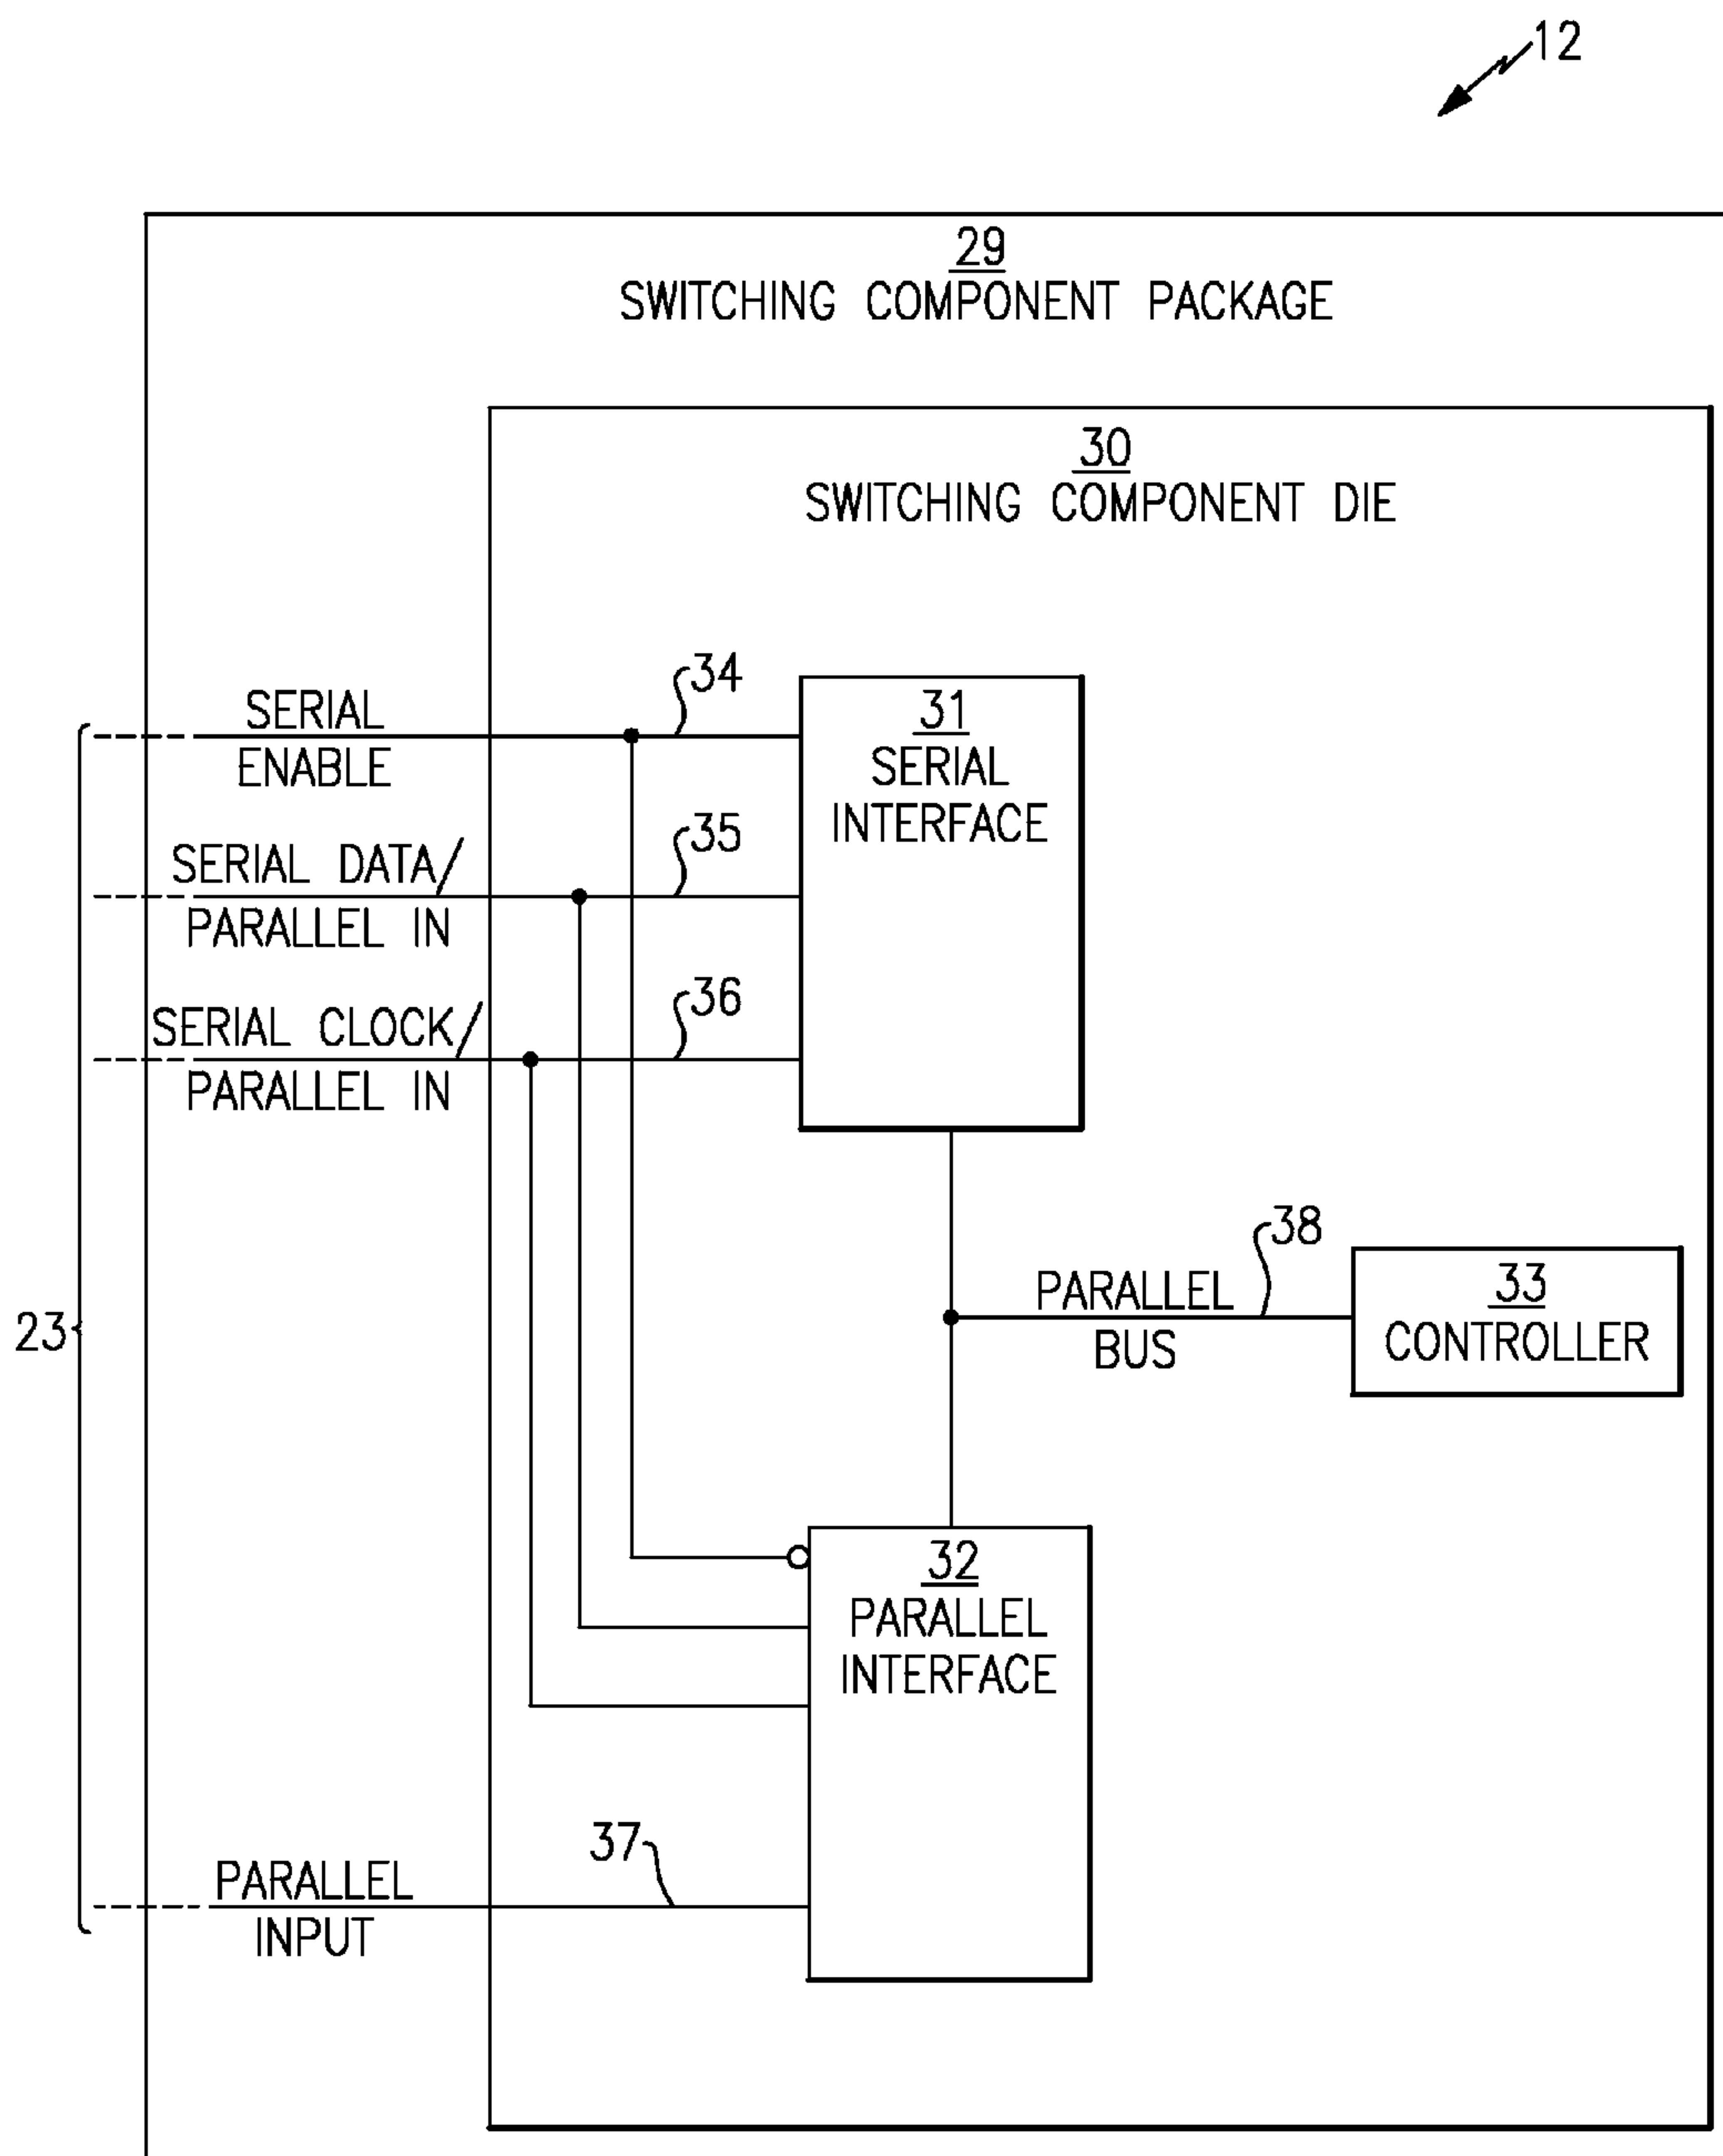 12
29
SWITCHING COMPONENT PACKAGE
30
SWITCHING COMPONENT DIE
34
SERIAL
ENABLE
31
SERIAL
INTERFACE
35
SERIAL DATA/
PARALLEL IN
36
SERIAL CLOCK/
PARALLEL IN
38
PARALLEL
BUS
33
CONTROLLER
23
32
PARALLEL
INTERFACE
37
PARALLEL
INPUT